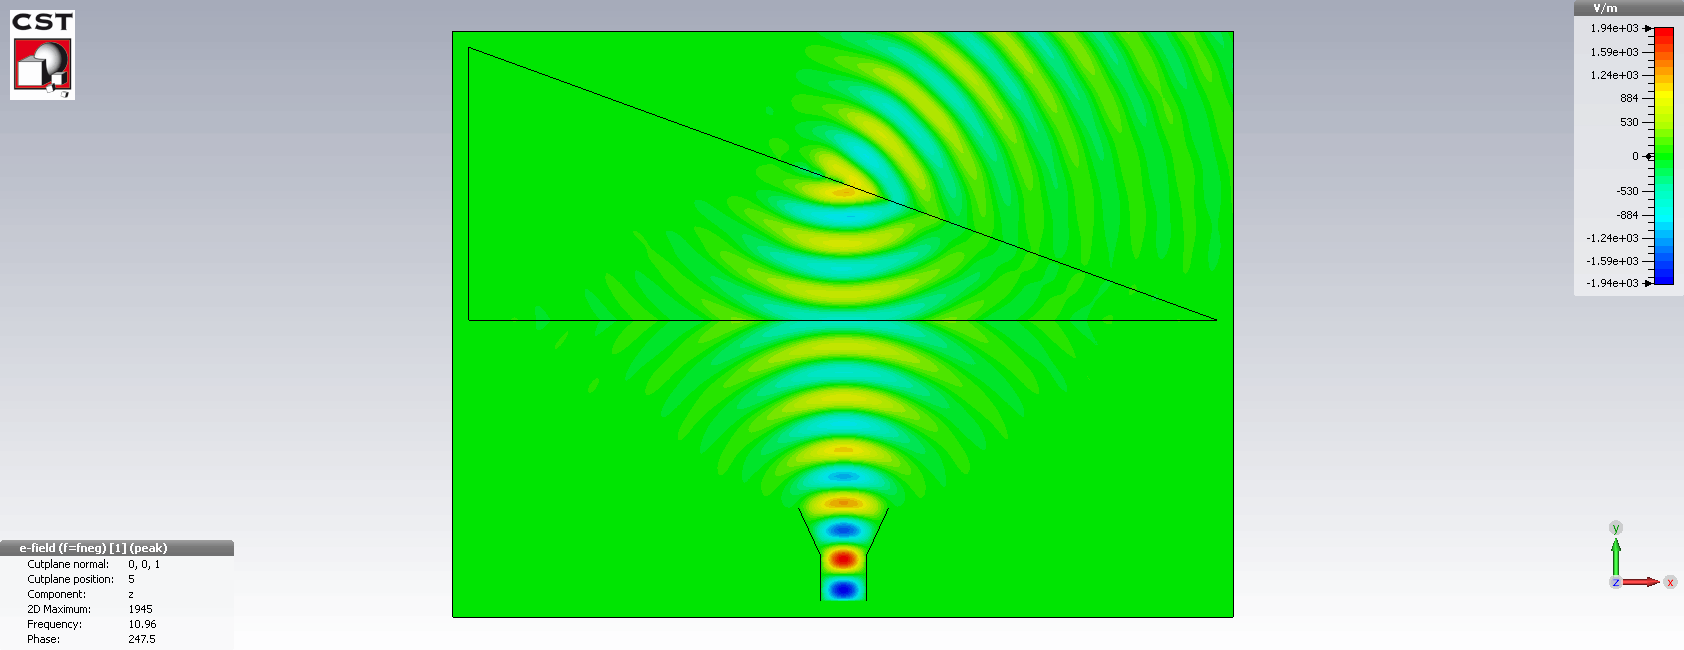 CST
V/m
1.94e+03
1.59e+03
1.24e+03
884
530
0
-530
-884
-1.24e+03
-1.59e+03
-1.94e+03
y
z
x
e-field (f=fneg) [1] (peak)
Cutplane normal: 0, 0, 1
Cutplane position: 5
Component: z
2D Maximum: 1945
Frequency: 10.96
Phase: 247.5